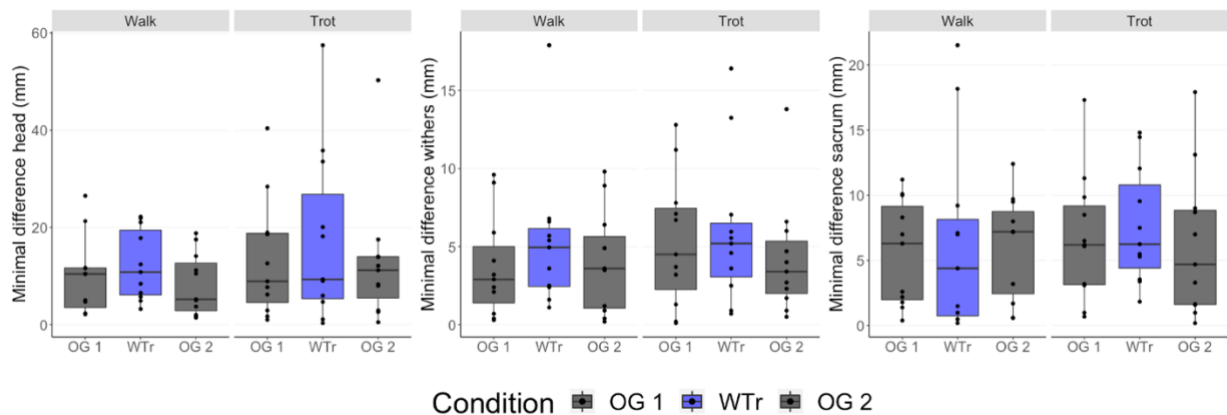 Walk Trot
Minimal difference head (mm)
60
40
20
0
OG 1 WTr OG 2 OG 1 WTr OG 2
Walk Trot
Minimal difference withers (mm)
15
10
5
0
OG 1 WTr OG 2 OG 1 WTr OG 2
Walk Trot
Minimal difference sacrum (mm)
20
15
10
5
0
OG 1 WTr OG 2 OG 1 WTr OG 2
Condition OG 1 WTr OG 2